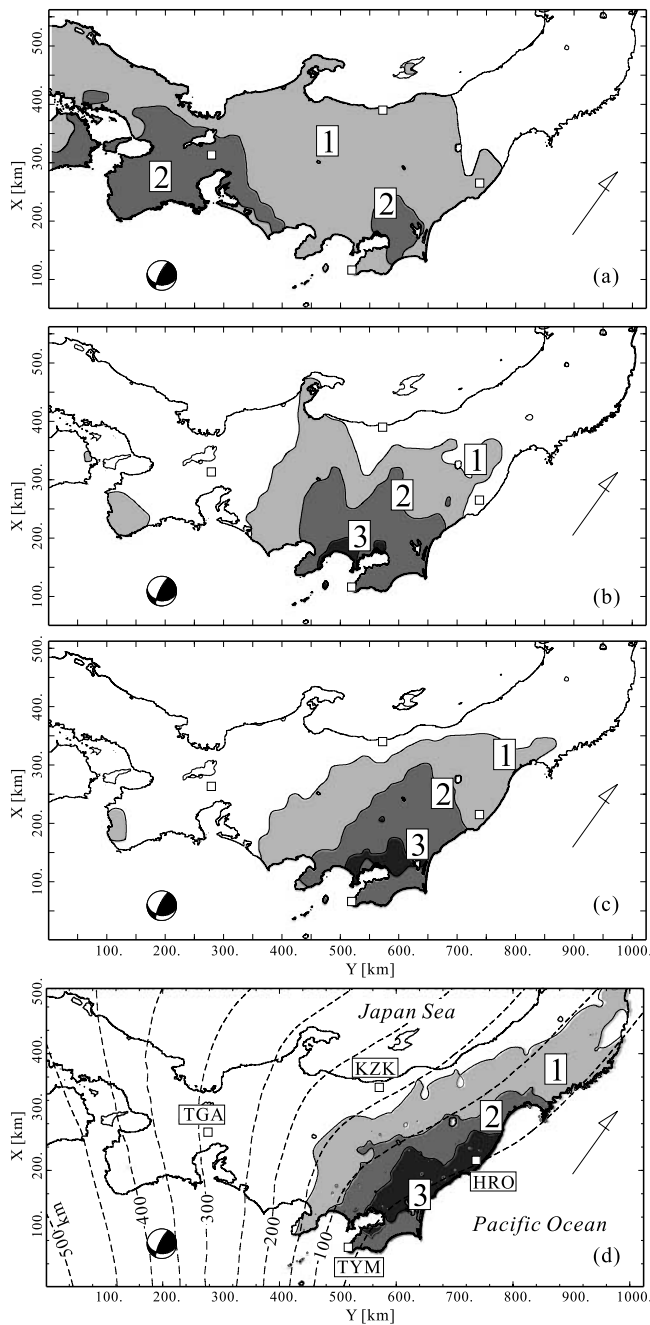 500.
400.
300.
200.
100.
X [km]
1
2
2
(a)
500.
400.
300.
200.
100.
X [km]
1
2
3
(b)
500.
400.
300.
200.
100.
X [km]
1
2
3
(c)
100. 200. 300. 400. 500. 600. 700. 800. 900. 1000.
Y [km]
500.
400.
300.
200.
100.
X [km]
Japan Sea
KZK
TGA
1
2
3
HRO
TYM
500 km
400
300
200
100
Pacific Ocean
(d)
100. 200. 300. 400. 500. 600. 700. 800. 900. 1000.
Y [km]